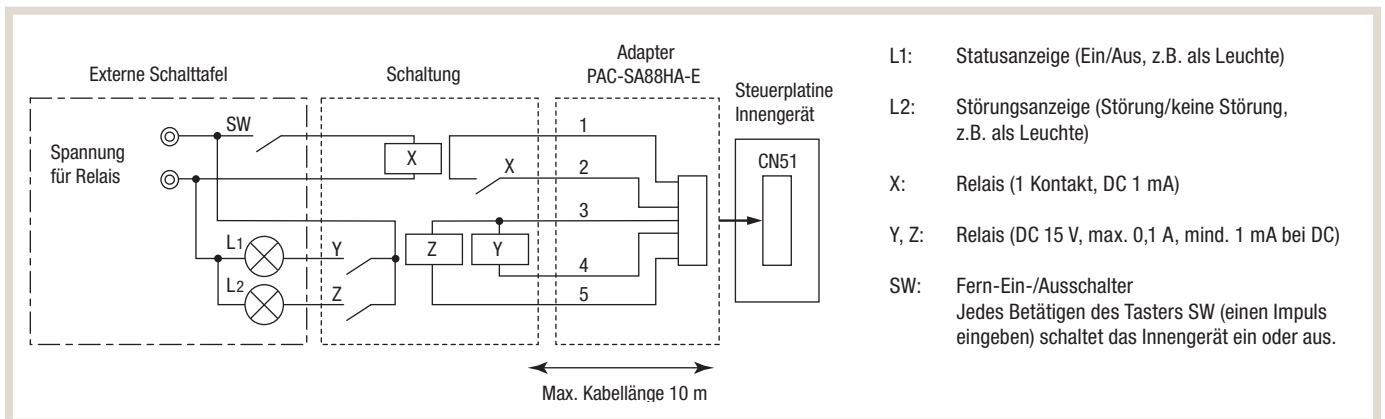 Externe Schalttafel
Schaltung
Adapter
PAC-SA88HA-E
Steuerplatine
Innengerät
Spannung
für Relais
SW
X
X
1
2
3
4
5
CN51
L1
L2
Y
Z
Z
Y
Max. Kabellänge 10 m
L1: Statusanzeige (Ein/Aus, z.B. als Leuchte)
L2: Störungsanzeige (Störung/keine Störung,
z.B. als Leuchte)
X: Relais (1 Kontakt, DC 1 mA)
Y, Z: Relais (DC 15 V, max. 0,1 A, mind. 1 mA bei DC)
SW: Fern-Ein-/Ausschalter
Jedes Betätigen des Tasters SW (einen Impuls
eingeben) schaltet das Innengerät ein oder aus.